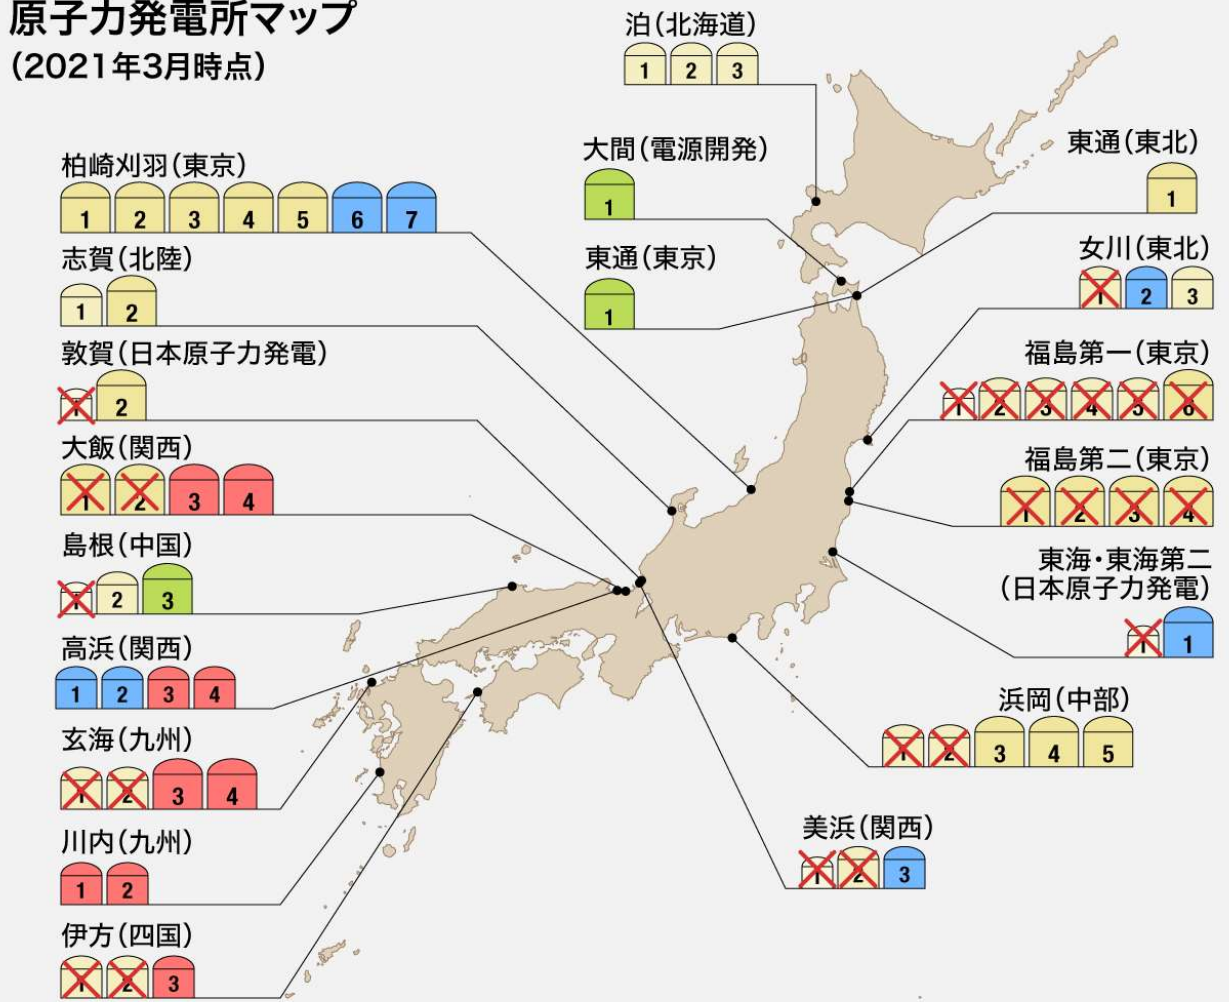 原子力発電所マップ
(2021年3月時点)
泊(北海道)
1 2 3
大間(電源開発)
1
東通(東京)
1
東通(東北)
1
女川(東北)
1 2 3
福島第一(東京)
1 2 3 4 5 6
福島第二(東京)
1 2 3 4
東海・東海第二
(日本原子力発電)
1 1
浜岡(中部)
1 2 3 4 5
美浜(関西)
1 2 3
柏崎刈羽(東京)
1 2 3 4 5 6 7
志賀(北陸)
1 2
敦賀(日本原子力発電)
1 2
大飯(関西)
1 2 3 4
島根(中国)
1 2 3
高浜(関西)
1 2 3 4
玄海(九州)
1 2 3 4
川内(九州)
1 2
伊方(四国)
1 2 3